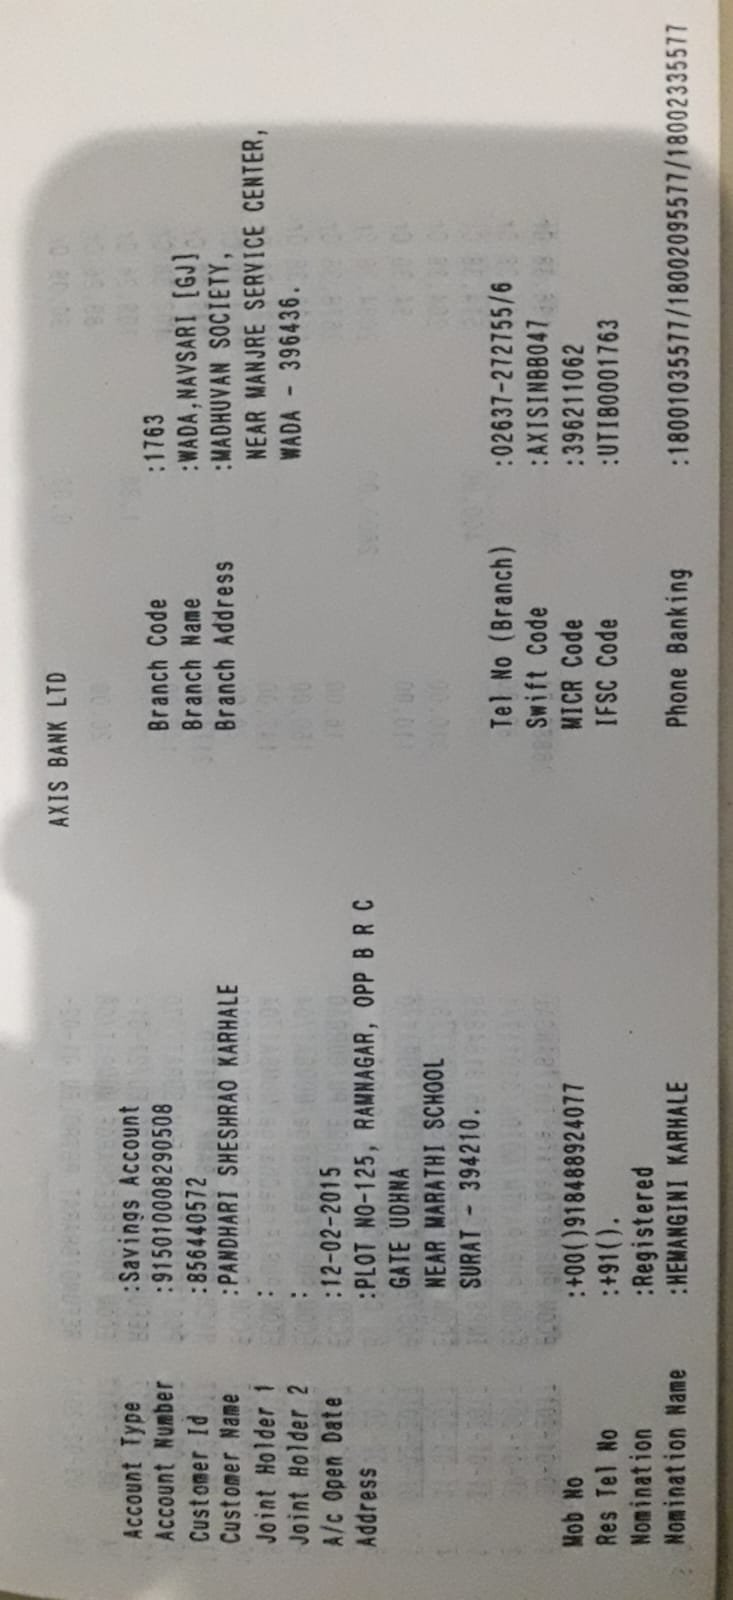 AXIS BANK LTD
Account Type :Savings Account
Account Number :915010008290508 Branch Code :1763
Customer Id :856440572 Branch Name :WADA,NAVSARI [GJ]
Customer Name :PANDHARI SHESHRAO KARHALE Branch Address :MADHUVAN SOCIETY,
Joint Holder 1 : NEAR MANJRE SERVICE CENTER,
Joint Holder 2 : WADA - 396436.
A/c Open Date :12-02-2015
Address :PLOT NO-125, RAMNAGAR, OPP B R C
GATE UDHNA
NEAR MARATHI SCHOOL
SURAT - 394210.
Tel No (Branch) :02637-272755/6
Swift Code :AXISINBB047
Mob No :+00()918488924077 MICR Code :396211062
Res Tel No :+91(). IFSC Code :UTIB0001763
Nomination :Registered
Nomination Name :HEMANGINI KARHALE Phone Banking :18001035577/18002095577/18002335577